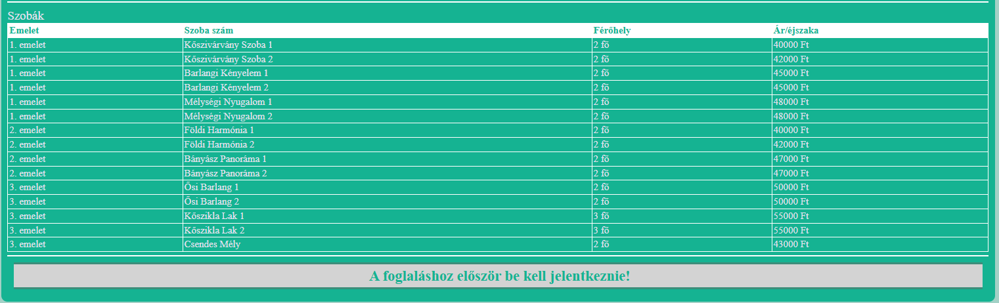 Szobák
Emelet Szoba szám Férőhely Ár/éjszaka
1. emelet Kőszivárvány Szoba 1 2 fő 40000 Ft
1. emelet Kőszivárvány Szoba 2 2 fő 42000 Ft
1. emelet Barlangi Kényelem 1 2 fő 45000 Ft
1. emelet Barlangi Kényelem 2 2 fő 45000 Ft
1. emelet Mélységi Nyugalom 1 2 fő 48000 Ft
1. emelet Mélységi Nyugalom 2 2 fő 48000 Ft
2. emelet Földi Harmónia 1 2 fő 40000 Ft
2. emelet Földi Harmónia 2 2 fő 42000 Ft
2. emelet Bányász Panoráma 1 2 fő 47000 Ft
2. emelet Bányász Panoráma 2 2 fő 47000 Ft
3. emelet Ősi Barlang 1 2 fő 50000 Ft
3. emelet Ősi Barlang 2 2 fő 50000 Ft
3. emelet Kőszikla Lak 1 3 fő 55000 Ft
3. emelet Kőszikla Lak 2 3 fő 55000 Ft
3. emelet Csendes Mély 2 fő 43000 Ft
A foglaláshoz először be kell jelentkeznie!